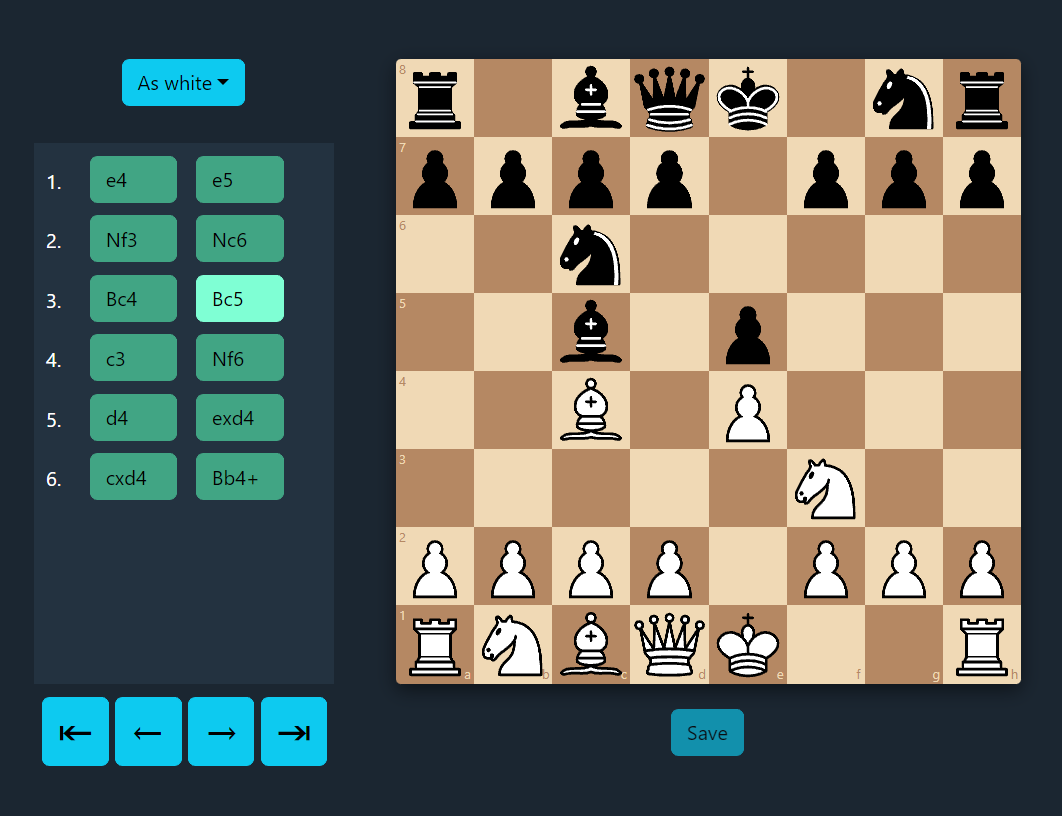 As white
1. e4 e5
2. Nf3 Nc6
3. Bc4 Bc5
4. c3 Nf6
5. d4 exd4
6. cxd4 Bb4+
8
7
6
5
4
3
2
1
a b c d e f g h
Save